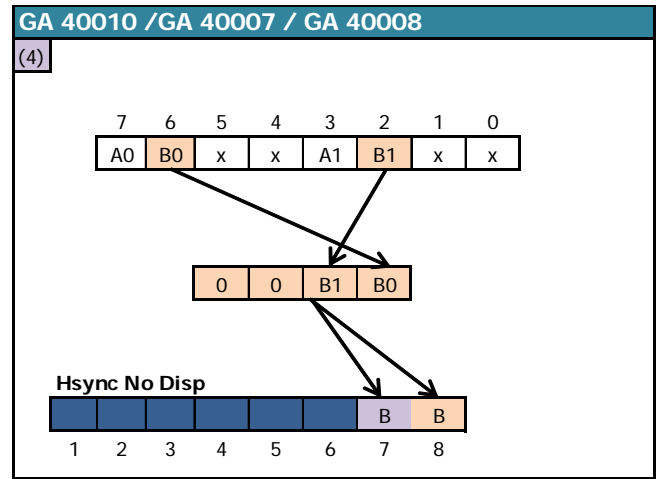 GA 40010 /GA 40007 / GA 40008
(4)
7 6 5 4 3 2 1 0
A0 B0 x x A1 B1 x x
0 0 B1 B0
Hsync No Disp
B B
1 2 3 4 5 6 7 8